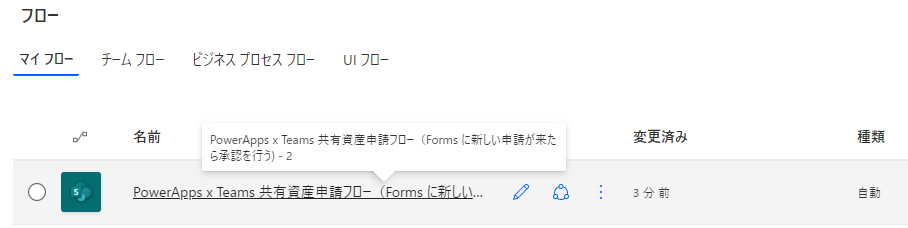 フロー
マイ フロー チーム フロー ビジネス プロセス フロー UI フロー
名前 変更済み 種類
PowerApps x Teams 共有資産申請フロー（Forms に新しい申請が来た
ら承認を行う) - 2
PowerApps x Teams 共有資産申請フロー（Forms に新しい... 3 分 前 自動